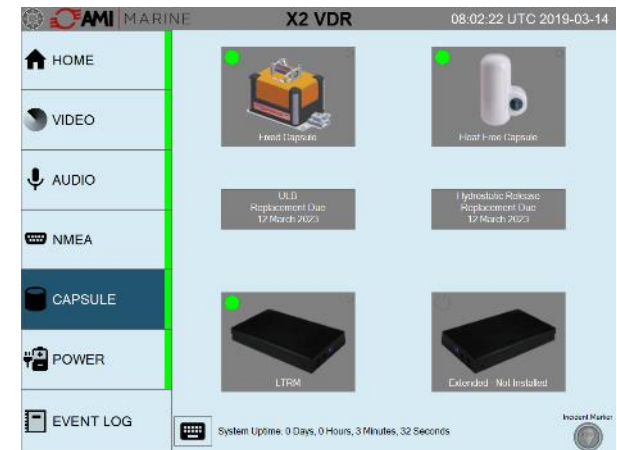 AMI MARINE X2 VDR 08:02:22 UTC 2019-03-14
HOME
VIDEO
AUDIO
NMEA
CAPSULE
POWER
EVENT LOG
Fixed Capsule
Float Free Capsule
ULB
Replacement Due
12 March 2023
Hydrostatic Release
Replacement Due
12 March 2023
LTRM
Extended - Not Installed
System Uptime. 0 Days, 0 Hours, 3 Minutes, 32 Seconds
Incident Marker